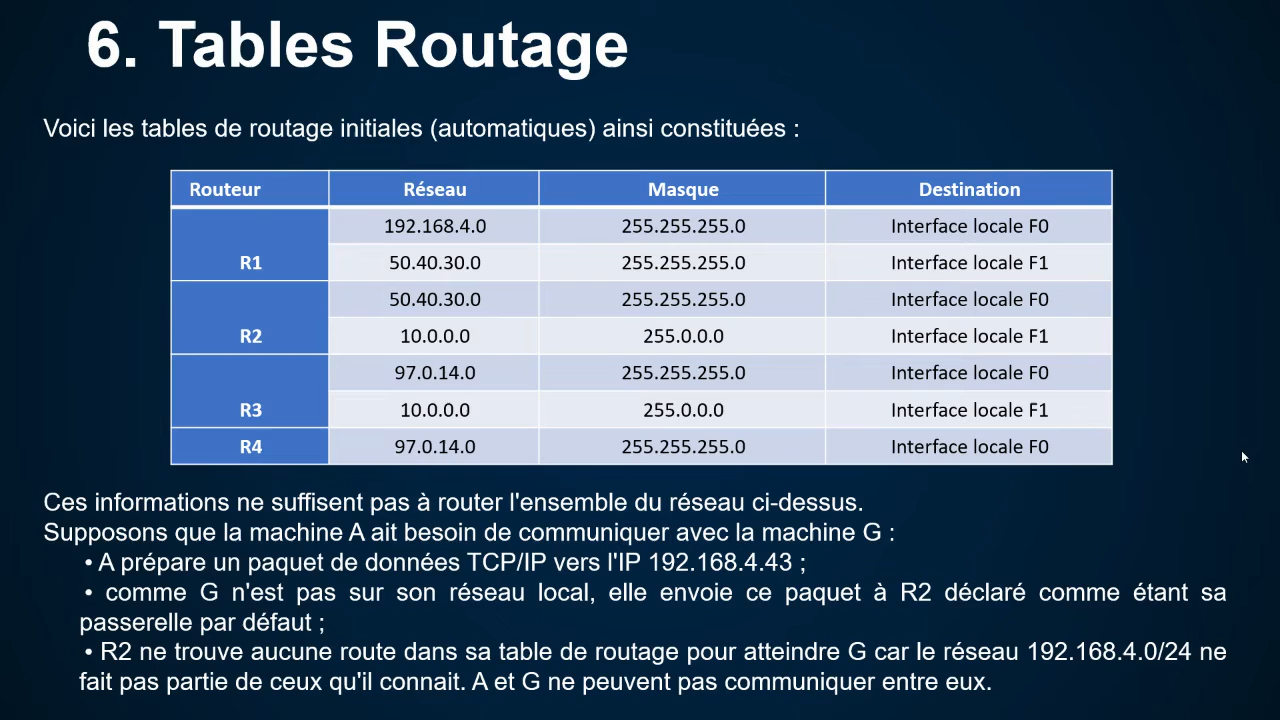 6. Tables Routage
Voici les tables de routage initiales (automatiques) ainsi constituées :
Routeur Réseau Masque Destination
R1 192.168.4.0 255.255.255.0 Interface locale F0
50.40.30.0 255.255.255.0 Interface locale F1
R2 50.40.30.0 255.255.255.0 Interface locale F0
10.0.0.0 255.0.0.0 Interface locale F1
R3 97.0.14.0 255.255.255.0 Interface locale F0
10.0.0.0 255.0.0.0 Interface locale F1
R4 97.0.14.0 255.255.255.0 Interface locale F0
Ces informations ne suffisent pas à router l'ensemble du réseau ci-dessus.
Supposons que la machine A ait besoin de communiquer avec la machine G :
• A prépare un paquet de données TCP/IP vers l'IP 192.168.4.43 ;
• comme G n'est pas sur son réseau local, elle envoie ce paquet à R2 déclaré comme étant sa
passerelle par défaut ;
• R2 ne trouve aucune route dans sa table de routage pour atteindre G car le réseau 192.168.4.0/24 ne
fait pas partie de ceux qu'il connait. A et G ne peuvent pas communiquer entre eux.